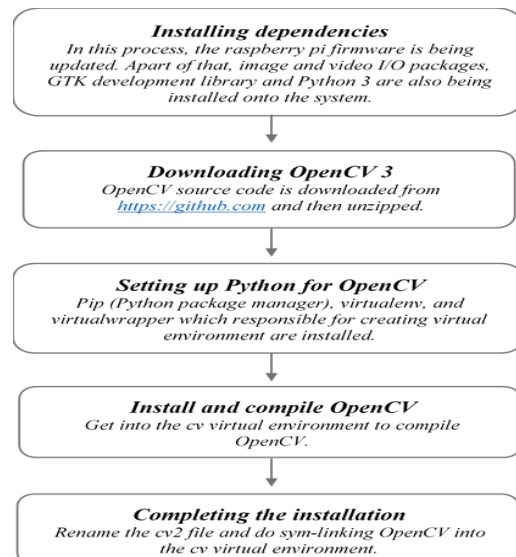 Installing dependencies
In this process, the raspberry pi firmware is being
updated. Apart of that, image and video I/O packages,
GTK development library and Python 3 are also being
installed onto the system.
Downloading OpenCV 3
OpenCV source code is downloaded from
https://github.com and then unzipped.
Setting up Python for OpenCV
Pip (Python package manager), virtualenv, and
virtualwrapper which responsible for creating virtual
environment are installed.
Install and compile OpenCV
Get into the cv virtual environment to compile
OpenCV.
Completing the installation
Rename the cv2 file and do sym-linking OpenCV into
the cv virtual environment.